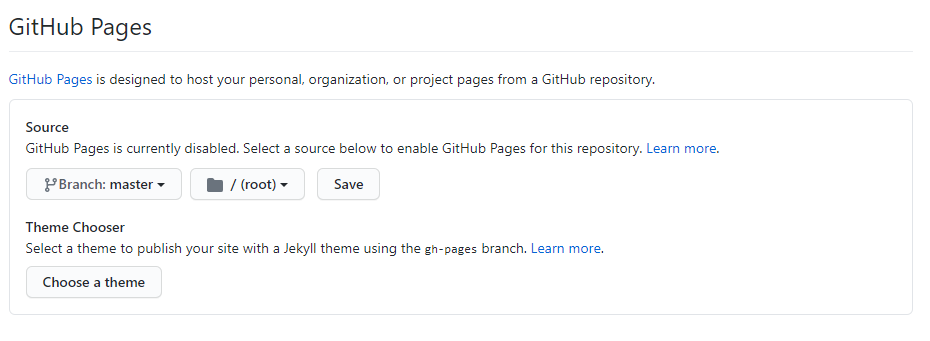 GitHub Pages
GitHub Pages is designed to host your personal, organization, or project pages from a GitHub repository.
Source
GitHub Pages is currently disabled. Select a source below to enable GitHub Pages for this repository. Learn more.
Branch: master / (root) Save
Theme Chooser
Select a theme to publish your site with a Jekyll theme using the gh-pages branch. Learn more.
Choose a theme